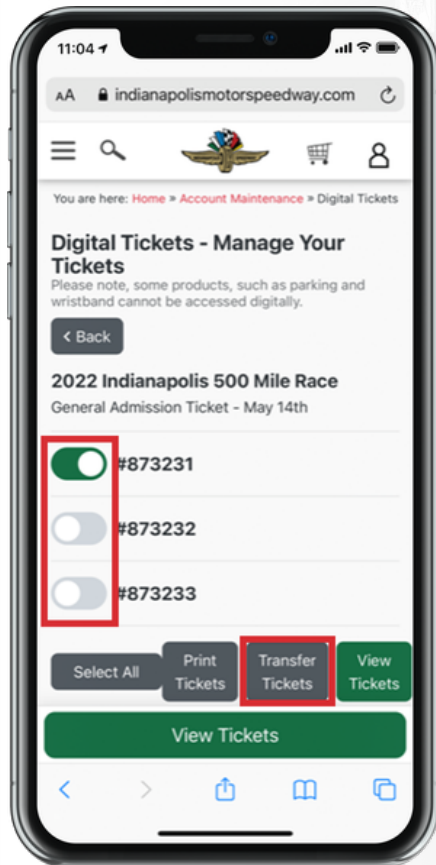 11:04
AA indianapolismotorspeedway.com
You are here: Home » Account Maintenance » Digital Tickets
Digital Tickets - Manage Your
Tickets
Please note, some products, such as parking and
wristband cannot be accessed digitally.
< Back
2022 Indianapolis 500 Mile Race
General Admission Ticket - May 14th
#873231
#873232
#873233
Select All
Print
Tickets
Transfer
Tickets
View
Tickets
View Tickets